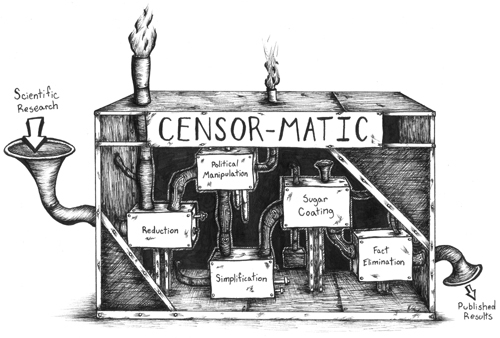 Scientific
Research
CENSOR-MATIC
Political
Manipulation
Reduction
Simplification
Sugar
Coating
Fact
Elimination
Published
Results